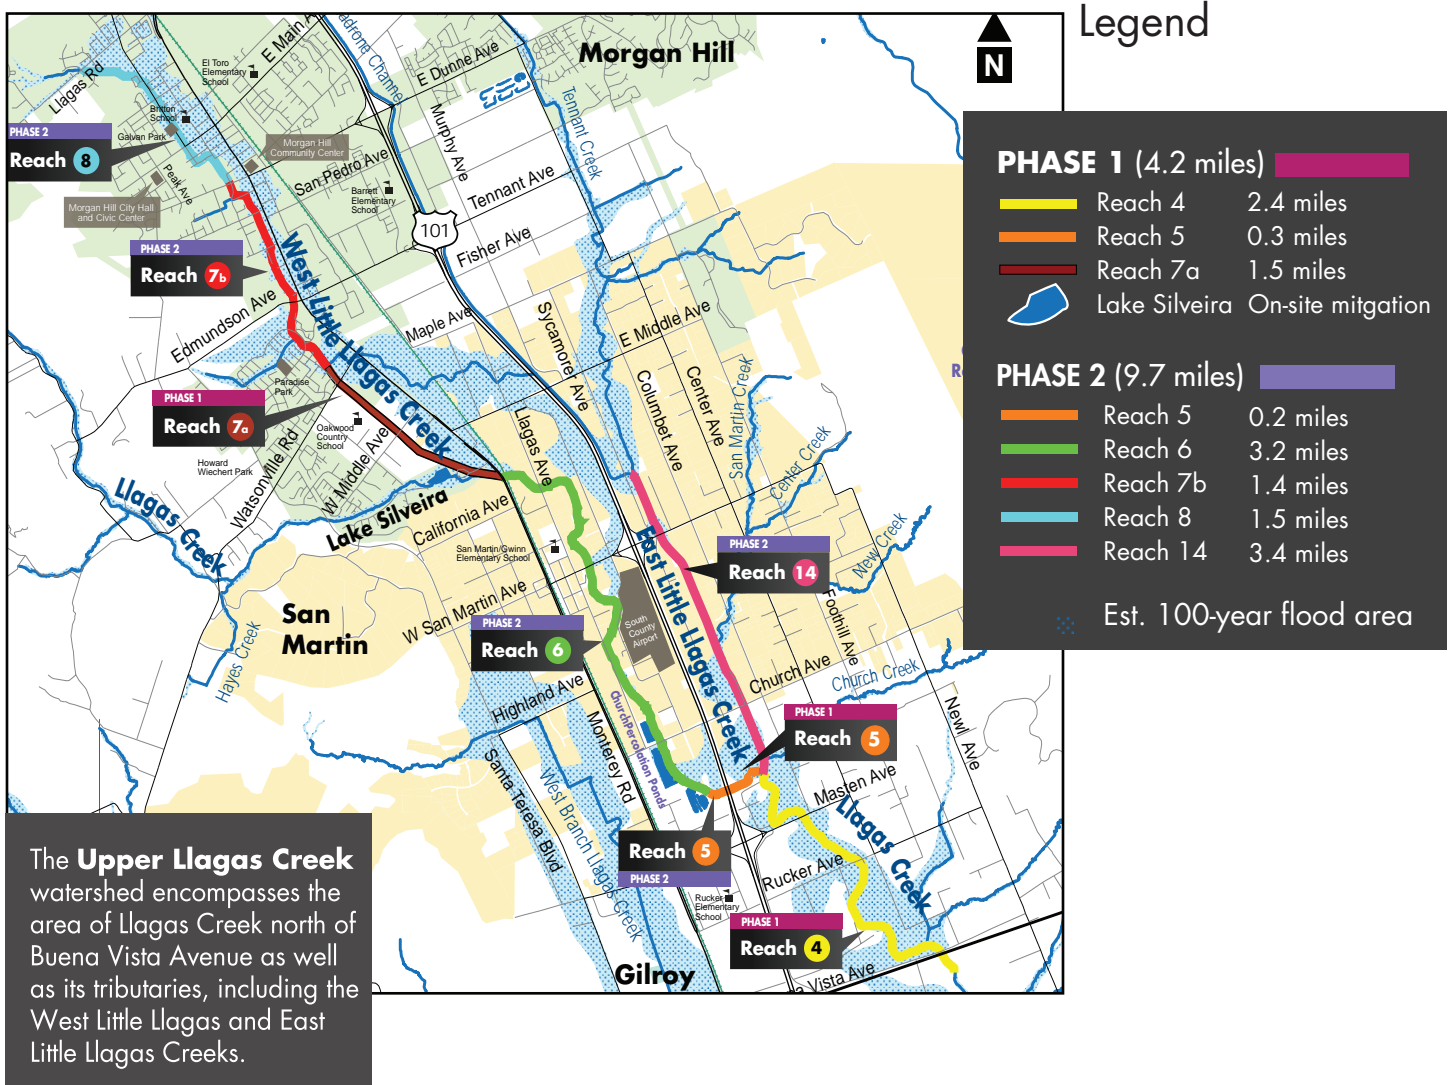 Legend
PHASE 1 (4.2 miles)
Reach 4 2.4 miles
Reach 5 0.3 miles
Reach 7a 1.5 miles
Lake Silveira On-site mitgation
PHASE 2 (9.7 miles)
Reach 5 0.2 miles
Reach 6 3.2 miles
Reach 7b 1.4 miles
Reach 8 1.5 miles
Reach 14 3.4 miles
Est. 100-year flood area
N
Morgan Hill
E Main A
adrone Channe
E Dunne Ave
El Toro
Elementary
School
Llagas Rd
Britton
School
Galvan Park
PHASE 2
Reach 8
Morgan Hill
Community Center
Peak Ave
San Pedro Ave
Murphy Ave
Tennant Creek
Tennant Ave
Barrett
Elementary
School
Morgan Hill City Hall
and Civic Center
101
Fisher Ave
PHASE 2
Reach 7b
West Little Llagas Creek
Edmundson Ave
Maple Ave
Sycamorer Ave
E Middle Ave
Paradise
Park
PHASE 1
Reach 7a
Columbet Ave
Center Ave
San Martin Creek
Center Creek
Oakwood
Country
School
Llagas Ave
Howard
Wiechert Park
Watsonville Rd
W Middle Ave
Llagas Creek
Lake Silveira
California Ave
San Martin/Gwinn
Elementary School
East Little Llagas Creek
PHASE 2
Reach 14
New Creek
San
Martin
W San Martin Ave
Foothill Ave
Hayes Creek
PHASE 2
Reach 6
South
County
Airport
Church Ave
Church Creek
Highland Ave
ChurchPercolation Ponds
Monterey Rd
PHASE 1
Reach 5
Newl Ave
Santa Teresa Blvd
West Branch Llagas Creek
Masten Ave
Llagas Creek
Reach 5
PHASE 2
Rucker Ave
Rucker
Elementary
School
PHASE 1
Reach 4
a Vista Ave
Gilroy
R
The Upper Llagas Creek
watershed encompasses the
area of Llagas Creek north of
Buena Vista Avenue as well
as its tributaries, including the
West Little Llagas and East
Little Llagas Creeks.